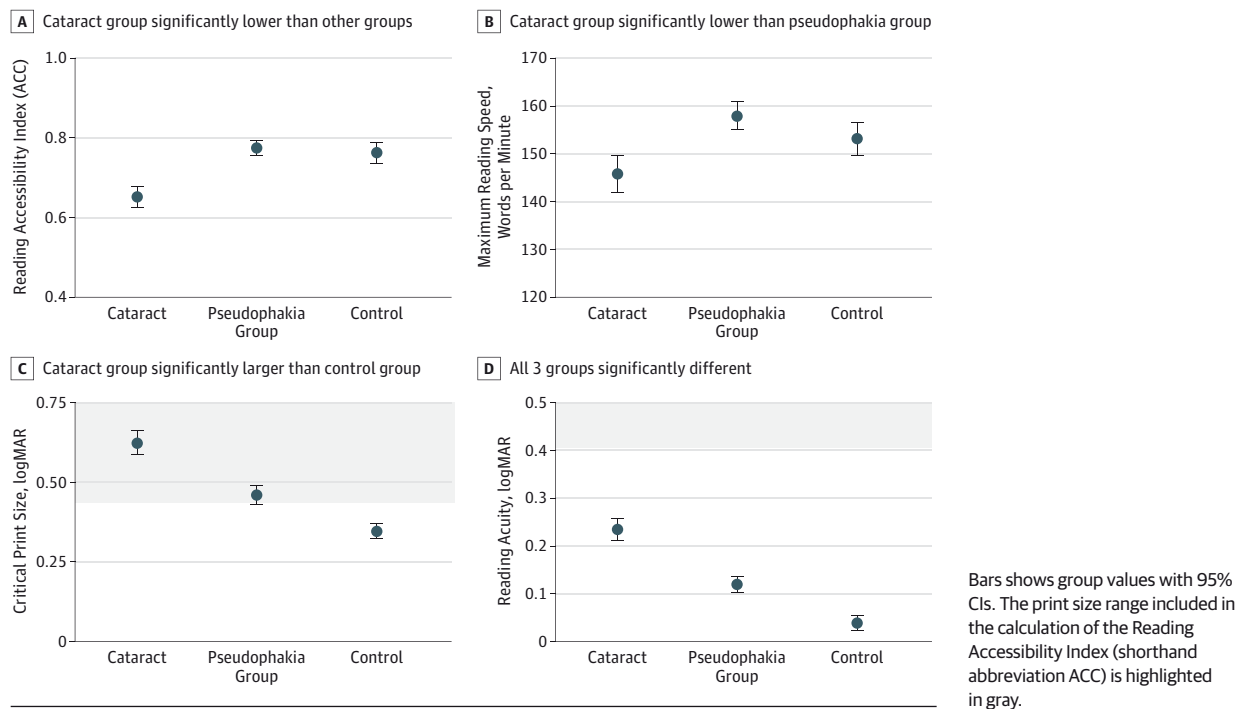 A Cataract group significantly lower than other groups
Reading Accessibility Index (ACC)
1.0
0.8
0.6
0.4
Cataract
Pseudophakia
Control
Group
B Cataract group significantly lower than pseudophakia group
Maximum Reading Speed,
Words per Minute
170
160
150
140
130
120
Cataract
Pseudophakia
Control
Group
C Cataract group significantly larger than control group
Critical Print Size, logMAR
0.75
0.50
0.25
0
Cataract
Pseudophakia
Control
Group
D All 3 groups significantly different
Reading Acuity, logMAR
0.5
0.4
0.3
0.2
0.1
0
Cataract
Pseudophakia
Control
Group
Bars shows group values with 95%
CIs. The print size range included in
the calculation of the Reading
Accessibility Index (shorthand
abbreviation ACC) is highlighted
in gray.